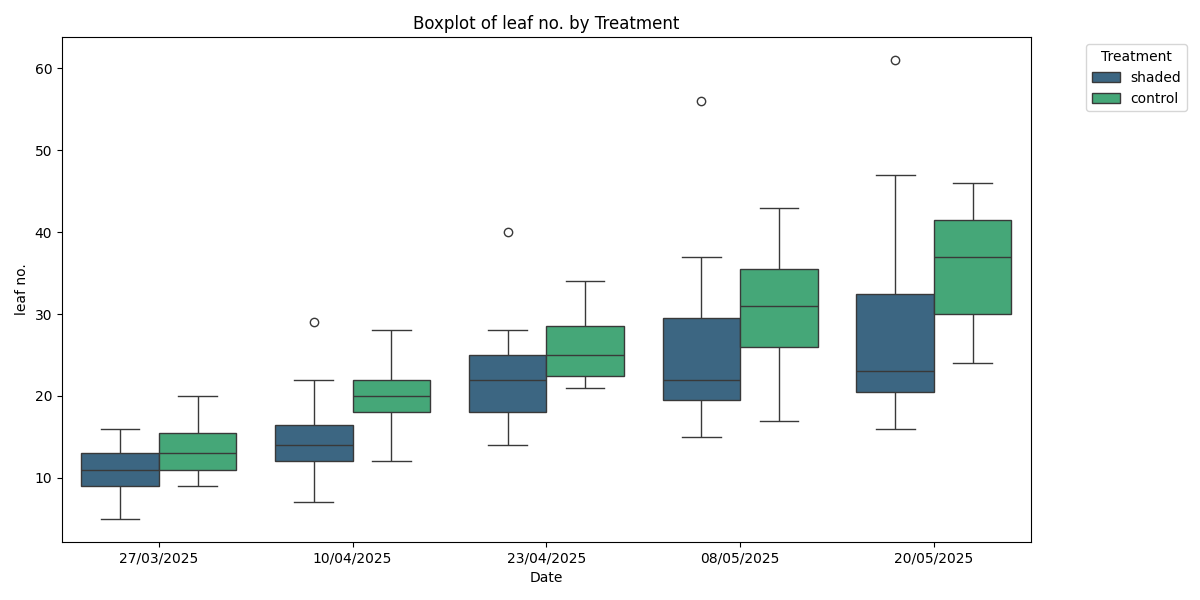 Boxplot of leaf no. by Treatment
Treatment
shaded
control
leaf no.
60
50
40
30
20
10
27/03/2025 10/04/2025 23/04/2025 08/05/2025 20/05/2025
Date